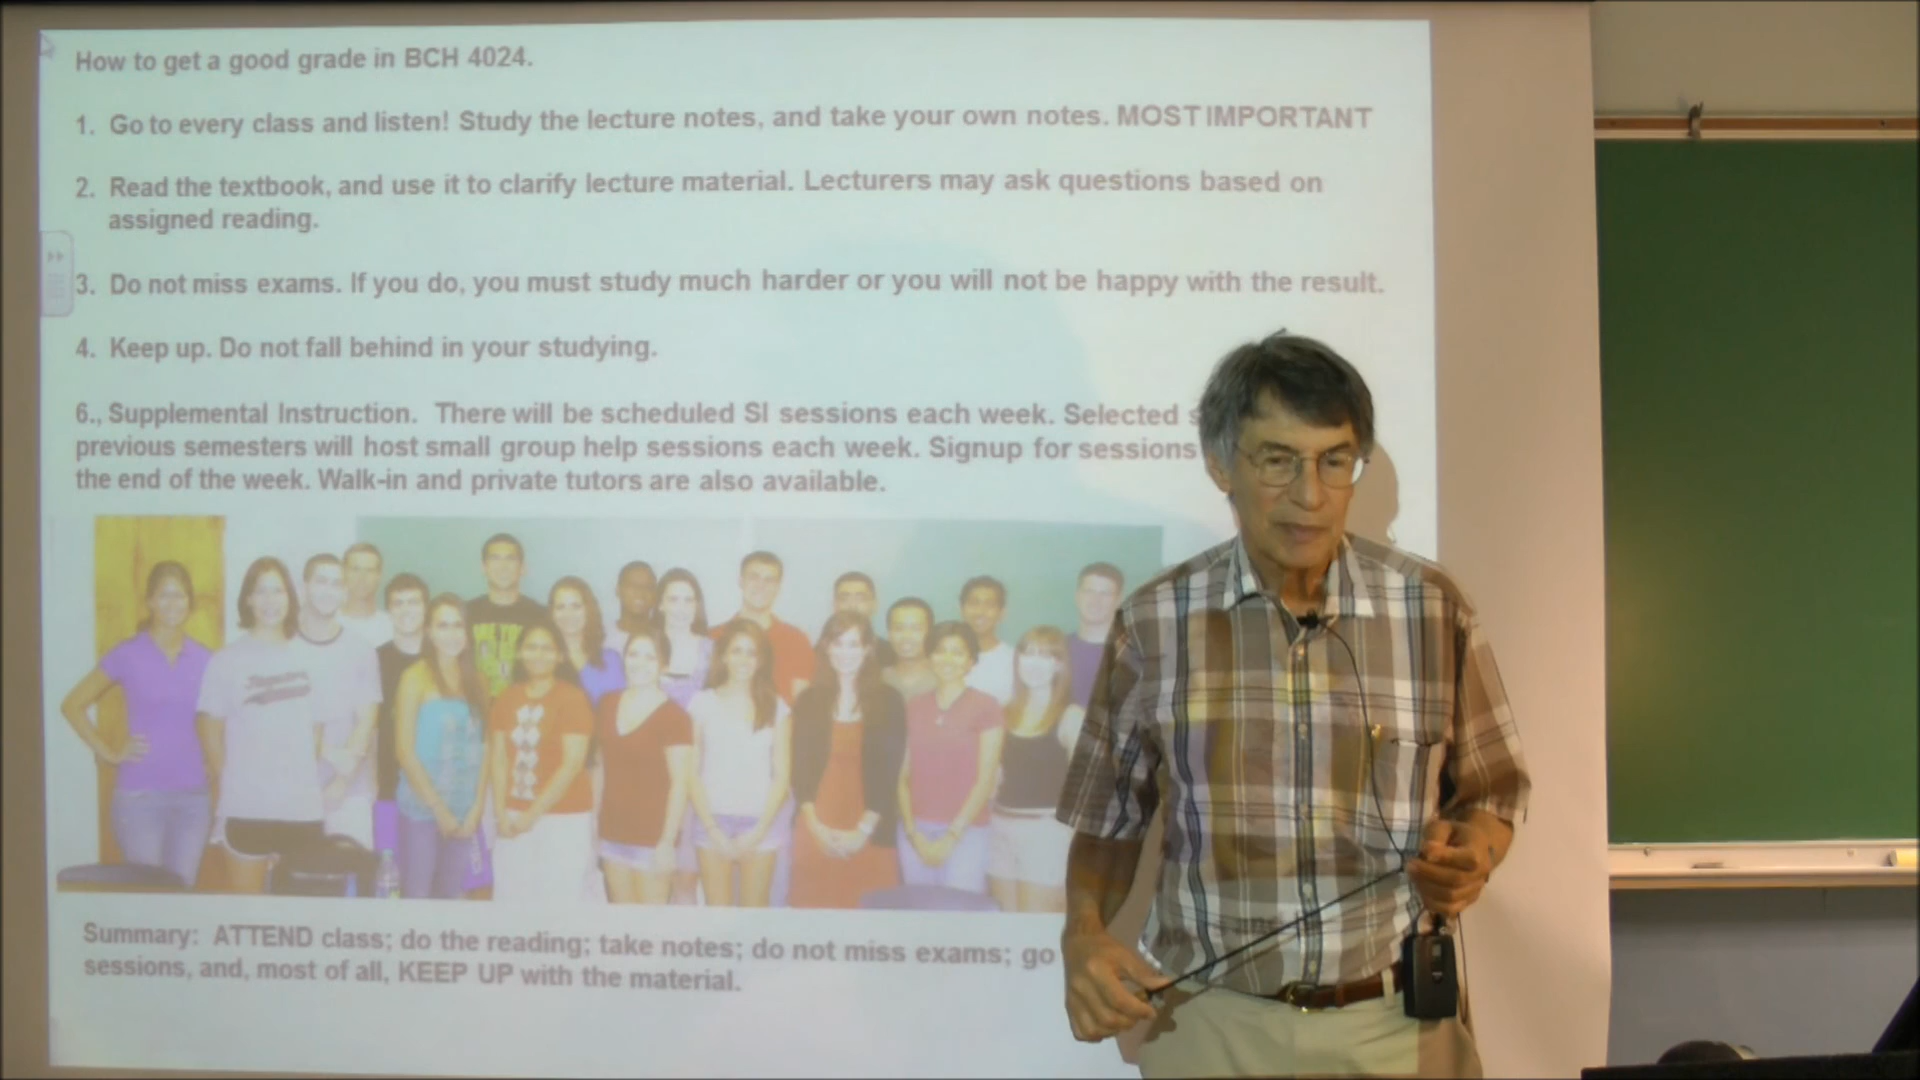 How to get a good grade in BCH 4024.
1. Go to every class and listen! Study the lecture notes, and take your own notes. MOST IMPORTANT
2. Read the textbook, and use it to clarify lecture material. Lecturers may ask questions based on
assigned reading.
3. Do not miss exams. If you do, you must study much harder or you will not be happy with the result.
4. Keep up. Do not fall behind in your studying.
6., Supplemental Instruction. There will be scheduled SI sessions each week. Selected
previous semesters will host small group help sessions each week. Signup for sessions
the end of the week. Walk-in and private tutors are also available.
Summary: ATTEND class; do the reading; take notes; do not miss exams; go
sessions, and, most of all, KEEP UP with the material.